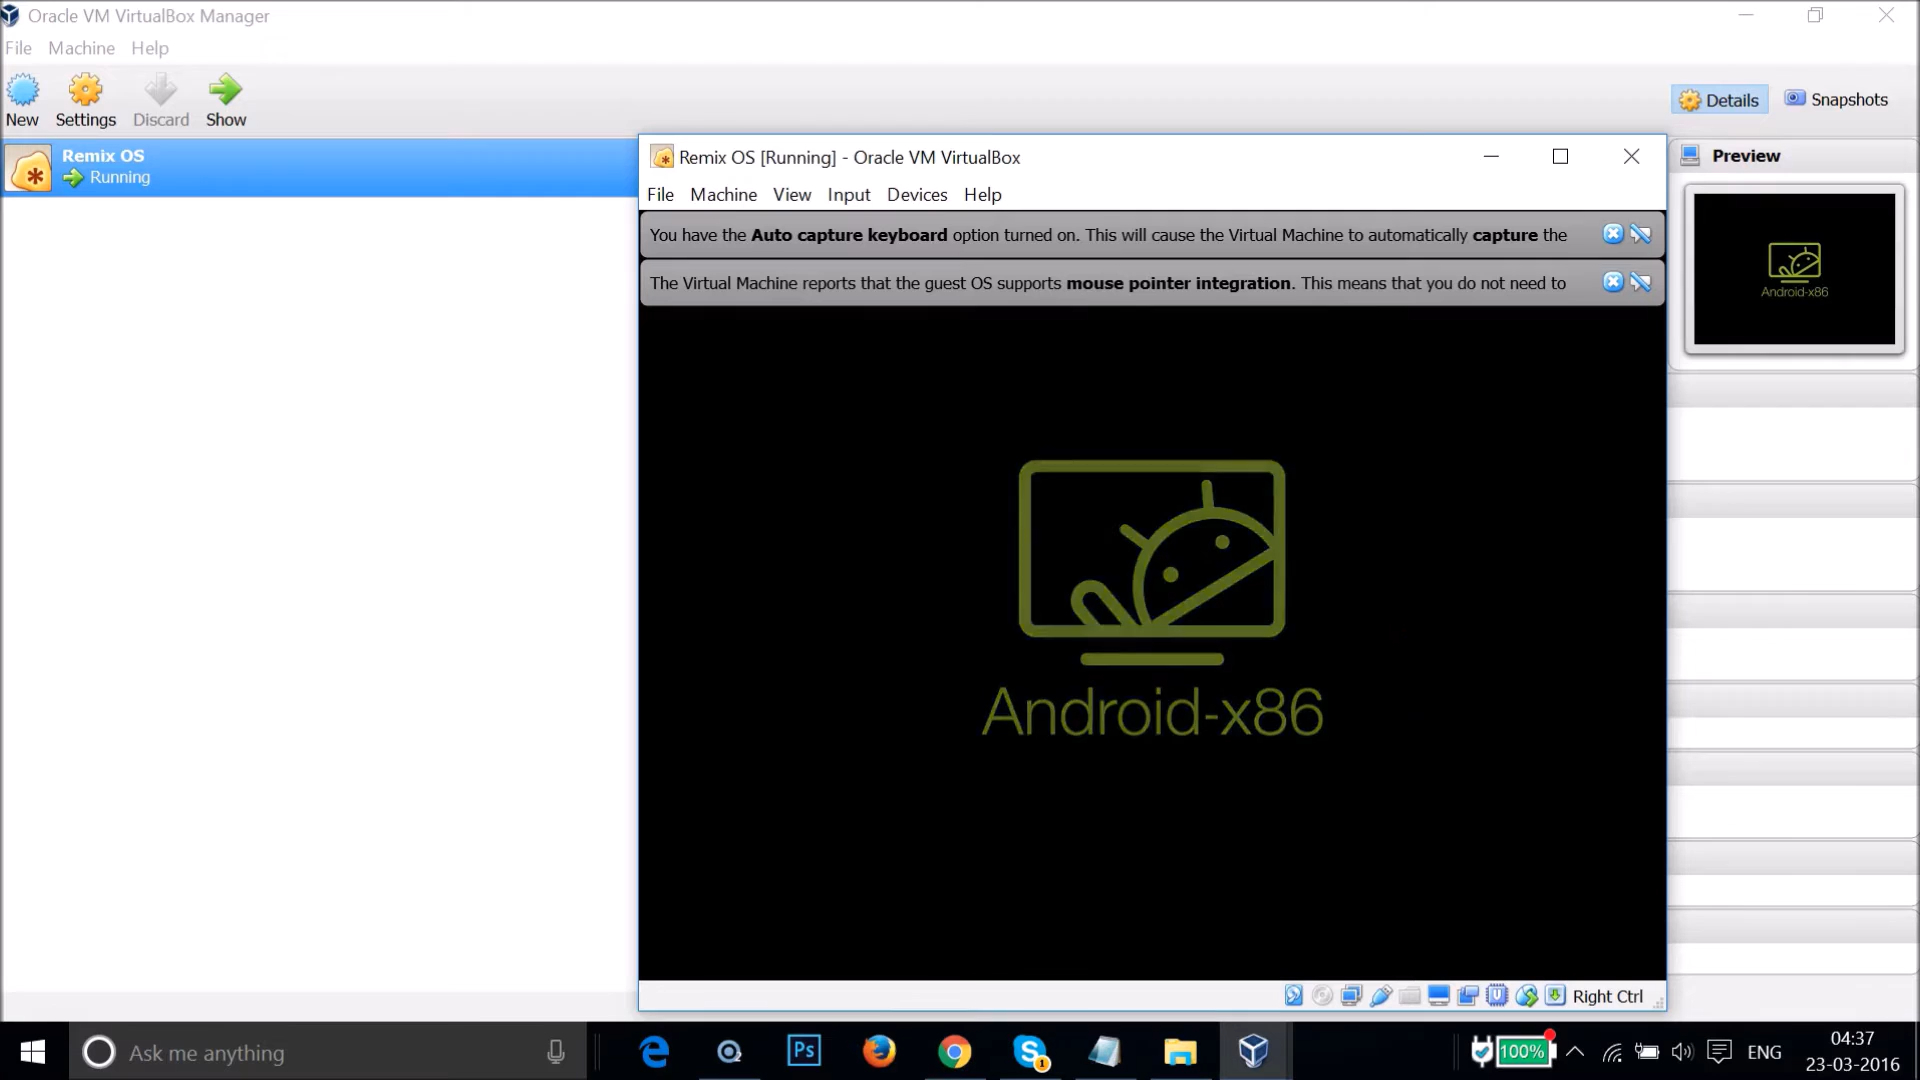 Oracle VM VirtualBox Manager
File Machine Help
New Settings Discard Show
Details Snapshots
Remix OS
Running
Preview
Android-x86
Remix OS [Running] - Oracle VM VirtualBox
File Machine View Input Devices Help
You have the Auto capture keyboard option turned on. This will cause the Virtual Machine to automatically capture the
The Virtual Machine reports that the guest OS supports mouse pointer integration. This means that you do not need to
Android-x86
Right Ctrl
Ask me anything
Ps
1
100%
ENG
04:37
23-03-2016